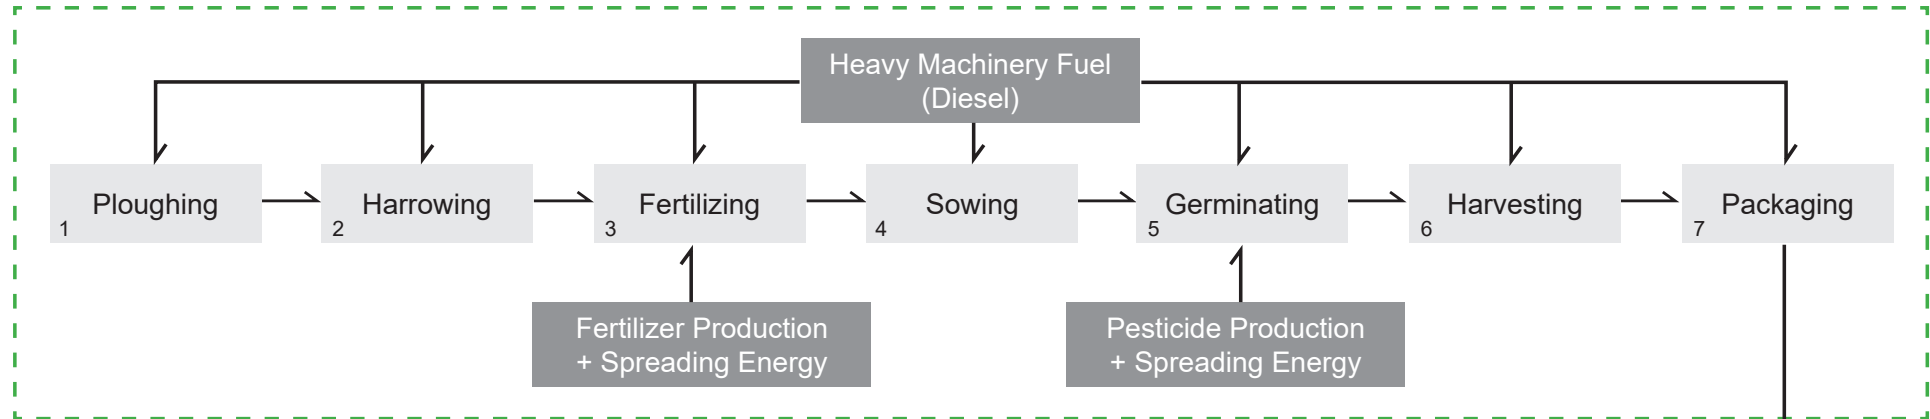 Heavy Machinery Fuel
(Diesel)
Ploughing
1
Harrowing
2
Fertilizing
3
Sowing
4
Germinating
5
Harvesting
6
Packaging
7
Fertilizer Production
+ Spreading Energy
Pesticide Production
+ Spreading Energy